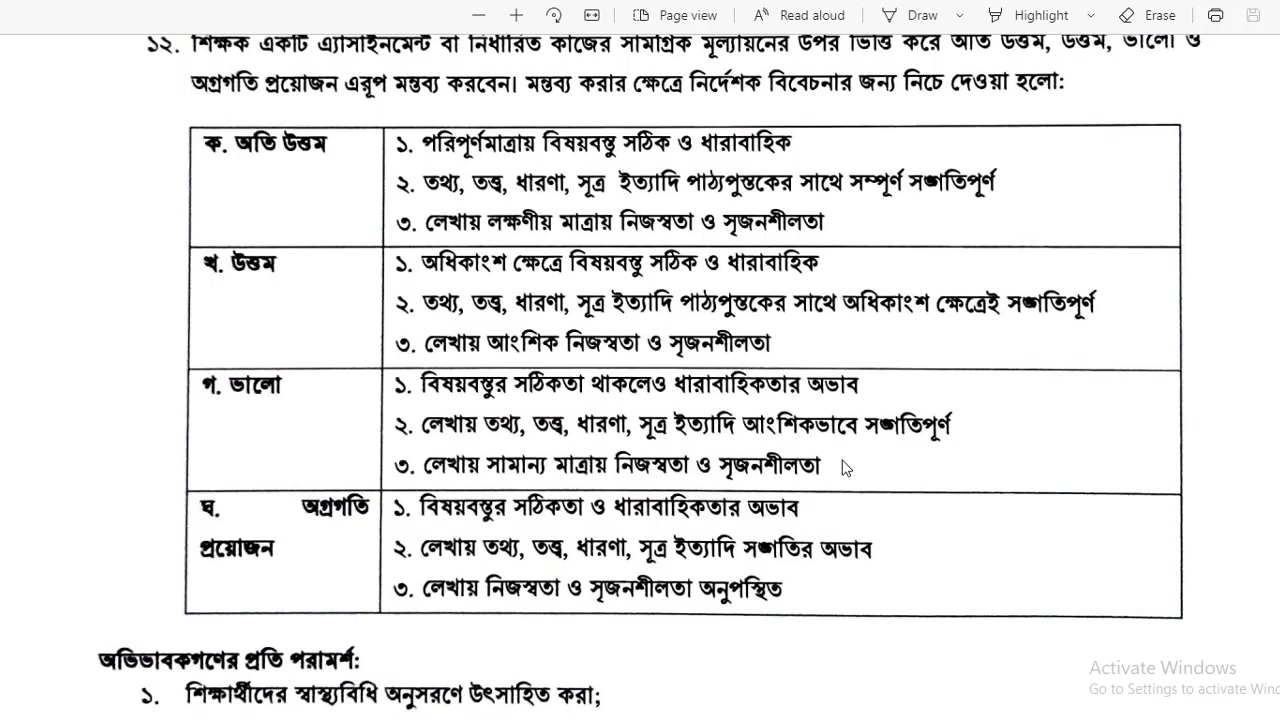 Page view
Read aloud
Draw
Highlight
Erase
১২. শিক্ষক একটি এ্যাসাইনমেন্ট বা নির্ধারিত কাজের সামগ্রিক মূল্যায়নের উপর ভিত্তি করে অতি উত্তম, উত্তম, ভালো ও
অগ্রগতি প্রয়োজন এরূপ মন্তব্য করবেন। মন্তব্য করার ক্ষেত্রে নির্দেশক বিবেচনার জন্য নিচে দেওয়া হলো:
ক. অতি উত্তম
১. পরিপূর্ণমাত্রায় বিষয়বস্তু সঠিক ও ধারাবাহিক
২. তথ্য, তত্ত্ব, ধারণা, সূত্র ইত্যাদি পাঠ্যপুস্তকের সাথে সম্পূর্ণ সঙ্গতিপূর্ণ
৩. লেখায় লক্ষণীয় মাত্রায় নিজস্বতা ও সৃজনশীলতা
খ. উত্তম
১. অধিকাংশ ক্ষেত্রে বিষয়বস্তু সঠিক ও ধারাবাহিক
২. তথ্য, তত্ত্ব, ধারণা, সূত্র ইত্যাদি পাঠ্যপুস্তকের সাথে অধিকাংশ ক্ষেত্রেই সঙ্গতিপূর্ণ
৩. লেখায় আংশিক নিজস্বতা ও সৃজনশীলতা
গ. ভালো
১. বিষয়বস্তুর সঠিকতা থাকলেও ধারাবাহিকতার অভাব
২. লেখায় তথ্য, তত্ত্ব, ধারণা, সূত্র ইত্যাদি আংশিকভাবে সঙ্গতিপূর্ণ
৩. লেখায় সামান্য মাত্রায় নিজস্বতা ও সৃজনশীলতা
ঘ. অগ্রগতি
প্রয়োজন
১. বিষয়বস্তুর সঠিকতা ও ধারাবাহিকতার অভাব
২. লেখায় তথ্য, তত্ত্ব, ধারণা, সূত্র ইত্যাদি সঙ্গতির অভাব
৩. লেখায় নিজস্বতা ও সৃজনশীলতা অনুপস্থিত
অভিভাবকগণের প্রতি পরামর্শ:
১. শিক্ষার্থীদের স্বাস্থ্যবিধি অনুসরণে উৎসাহিত করা;
Activate Windows
Go to Settings to activate Win